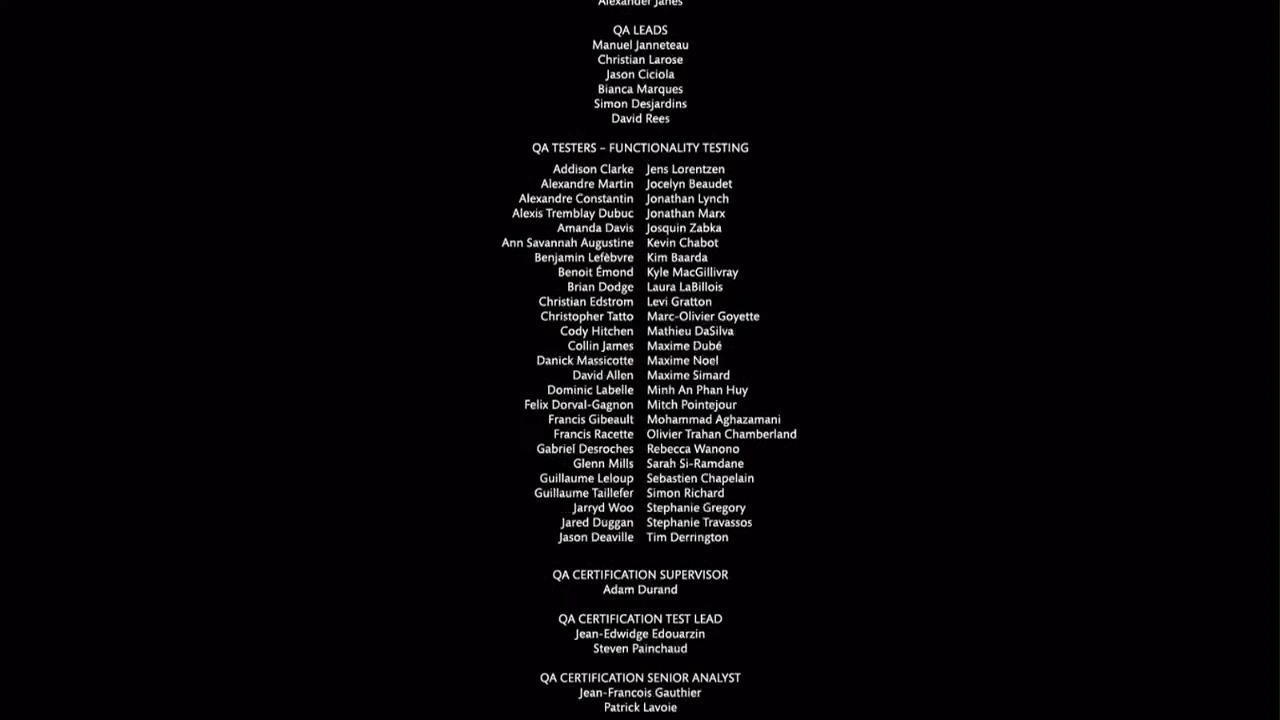 Alexander Janes
QA LEADS
Manuel Janneteau
Christian Larose
Jason Ciciola
Bianca Marques
Simon Desjardins
David Rees
QA TESTERS – FUNCTIONALITY TESTING
Addison Clarke Jens Lorentzen
Alexandre Martin Jocelyn Beaudet
Alexandre Constantin Jonathan Lynch
Alexis Tremblay Dubuc Jonathan Marx
Amanda Davis Josquin Zabka
Ann Savannah Augustine Kevin Chabot
Benjamin Lefèbvre Kim Baarda
Benoit Émond Kyle MacGillivray
Brian Dodge Laura LaBillois
Christian Edstrom Levi Gratton
Christopher Tatto Marc-Olivier Goyette
Cody Hitchen Mathieu DaSilva
Collin James Maxime Dubé
Danick Massicotte Maxime Noel
David Allen Maxime Simard
Dominic Labelle Minh An Phan Huy
Felix Dorval-Gagnon Mitch Pointejour
Francis Gibeault Mohammad Aghazamani
Francis Racette Olivier Trahan Chamberland
Gabriel Desroches Rebecca Wanono
Glenn Mills Sarah Si-Ramdane
Guillaume Leloup Sebastien Chapelain
Guillaume Taillefer Simon Richard
Jarryd Woo Stephanie Gregory
Jared Duggan Stephanie Travassos
Jason Deaville Tim Derrington
QA CERTIFICATION SUPERVISOR
Adam Durand
QA CERTIFICATION TEST LEAD
Jean-Edwidge Edouarzin
Steven Painchaud
QA CERTIFICATION SENIOR ANALYST
Jean-Francois Gauthier
Patrick Lavoie